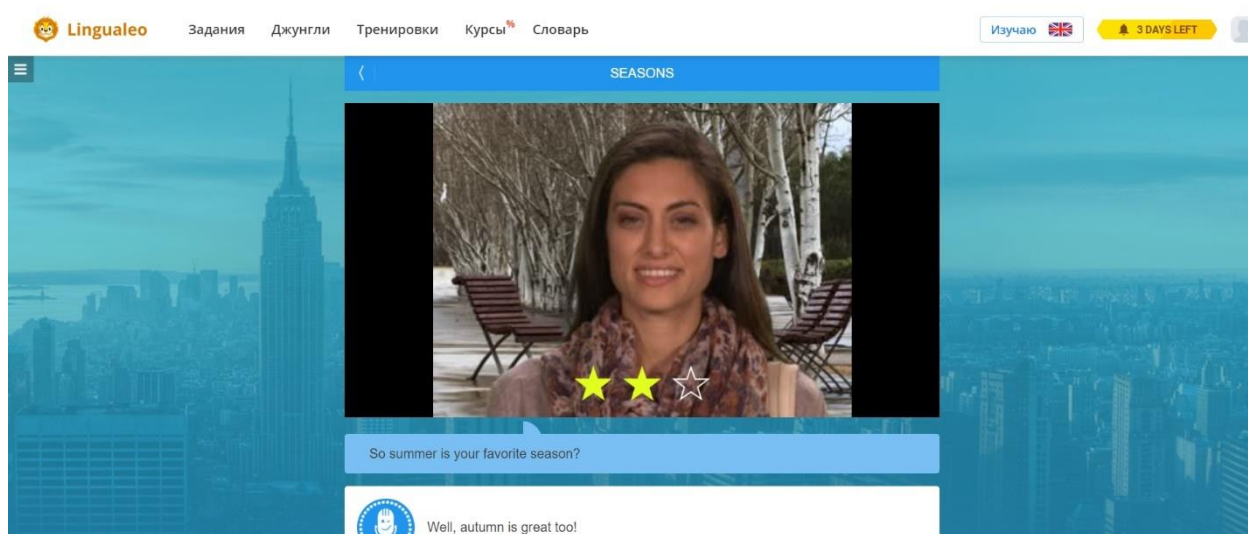 Lingualeo Задания Джунгли Тренировки Курсы% Словарь Изучаю 3 DAYS LEFT
SEASONS
So summer is your favorite season?
Well, autumn is great too!